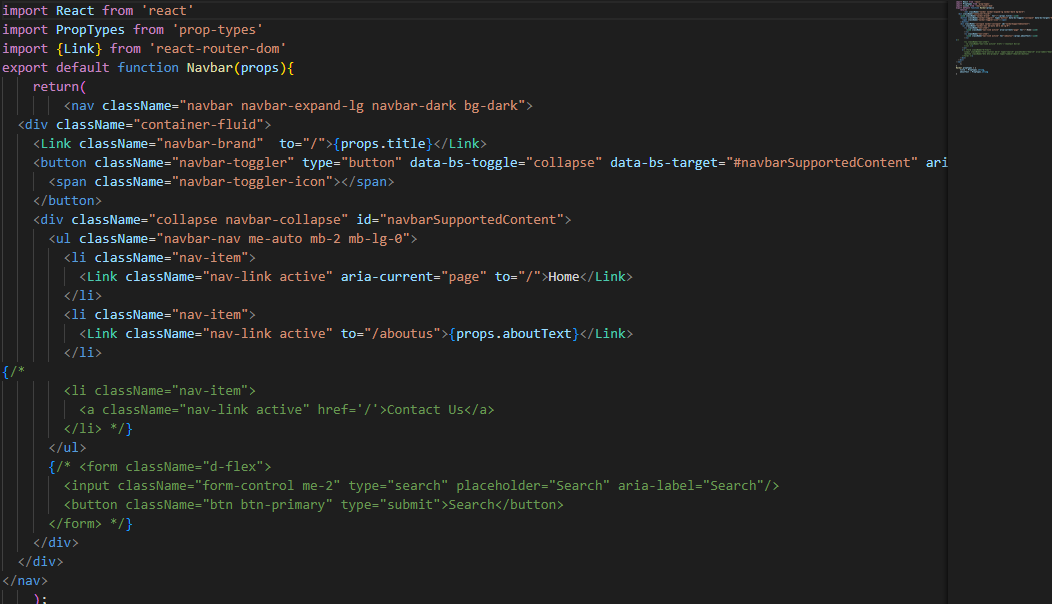 import React from 'react'
import PropTypes from 'prop-types'
import {Link} from 'react-router-dom'
export default function Navbar(props){
    return(
        <nav className="navbar navbar-expand-lg navbar-dark bg-dark">
  <div className="container-fluid">
    <Link className="navbar-brand"  to="/">{props.title}</Link>
    <button className="navbar-toggler" type="button" data-bs-toggle="collapse" data-bs-target="#navbarSupportedContent" ari
      <span className="navbar-toggler-icon"></span>
    </button>
    <div className="collapse navbar-collapse" id="navbarSupportedContent">
      <ul className="navbar-nav me-auto mb-2 mb-lg-0">
        <li className="nav-item">
          <Link className="nav-link active" aria-current="page" to="/">Home</Link>
        </li>
        <li className="nav-item">
          <Link className="nav-link active" to="/aboutus">{props.aboutText}</Link>
        </li>
{/*
        <li className="nav-item">
          <a className="nav-link active" href='/'>Contact Us</a>
        </li> */}
      </ul>
      {/* <form className="d-flex">
        <input className="form-control me-2" type="search" placeholder="Search" aria-label="Search"/>
        <button className="btn btn-primary" type="submit">Search</button>
      </form> */}
    </div>
  </div>
</nav>
    );